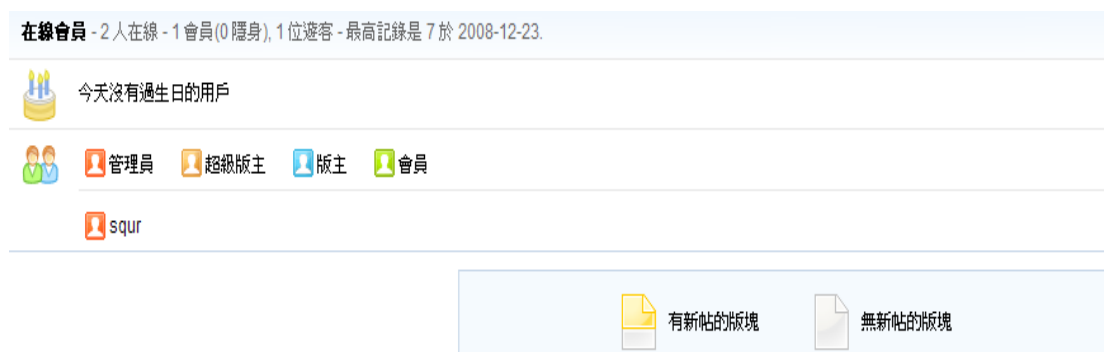 在線會員 - 2 人在線 - 1 會員(0 隱身), 1 位遊客 - 最高記錄是 7 於 2008-12-23.
今天沒有過生日的用戶
管理員 超級版主 版主 會員
squr
有新帖的版塊 無新帖的版塊